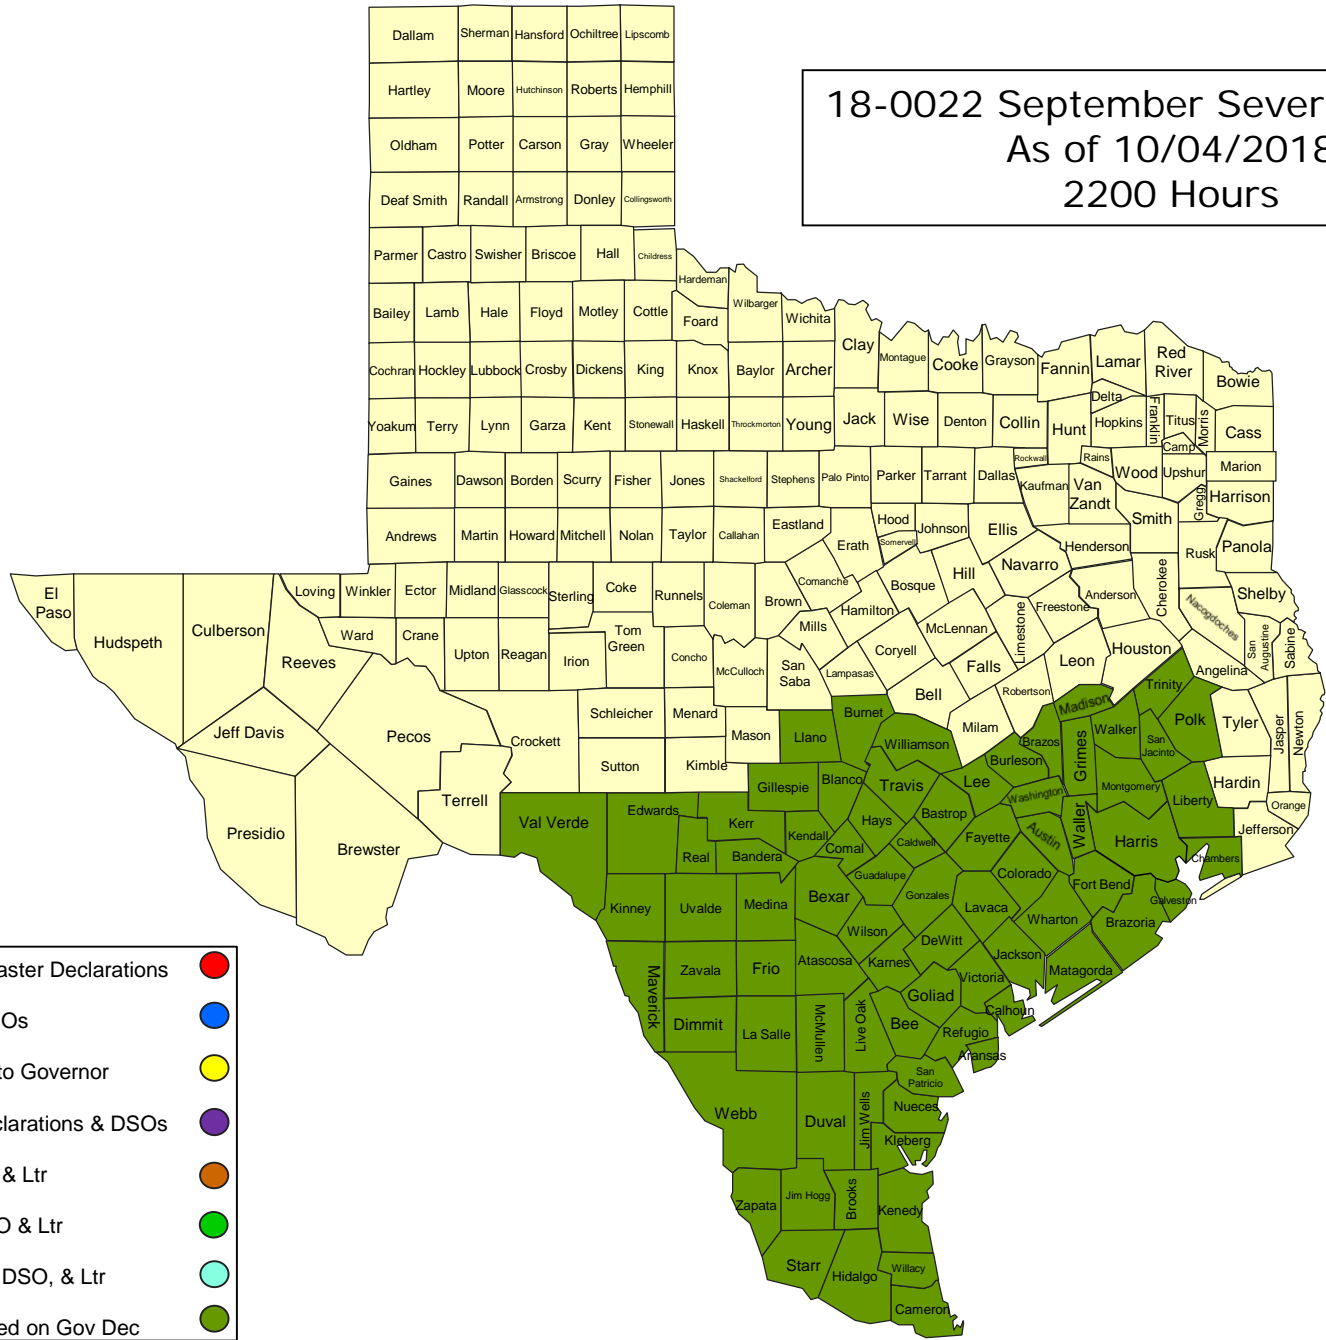 Dallam Sherman Hansford Ochiltree Lipscomb
Hartley Moore Hutchinson Roberts Hemphill
18-0022 September Sever
As of 10/04/2018
2200 Hours
Oldham Potter Carson Gray Wheeler
Deaf Smith Randall Armstrong Donley Collingsworth
Parmer Castro Swisher Briscoe Hall Childress
Hardeman
Bailey Lamb Hale Floyd Motley Cottle Foard Wilbarger Wichita
Clay Montague Cooke Grayson Fannin Lamar Red River Bowie
Cochran Hockley Lubbock Crosby Dickens King Knox Baylor Archer
Delta
Yoakum Terry Lynn Garza Kent Stonewall Haskell Throckmorton Young Jack Wise Denton Collin Hunt Hopkins Franklin Titus Morris Cass
Camp
Rockwall Rains
Gaines Dawson Borden Scurry Fisher Jones Shackelford Stephens Palo Pinto Parker Tarrant Dallas Kaufman Van Zandt Wood Upshur Marion
Gregg Harrison
Andrews Martin Howard Mitchell Nolan Taylor Callahan Eastland Erath Hood Somervell Johnson Ellis Henderson Smith Rusk Panola
El Paso Hudspeth Culberson Loving Winkler Ector Midland Glasscock Sterling Coke Runnels Coleman Brown Comanche Hamilton Bosque Hill Navarro Freestone Anderson Cherokee Nacogdoches Shelby
Reeves Ward Crane Upton Reagan Irion Tom Green Concho McCulloch San Saba Mills Lampasas Coryell McLennan Limestone Falls Leon Houston Angelina San Augustine Sabine
Bell Robertson Madison Trinity
Jeff Davis Pecos Crockett Schleicher Menard Mason Llano Burnet Williamson Milam Brazos Grimes Walker San Jacinto Polk Tyler Jasper Newton
Sutton Kimble Gillespie Blanco Travis Lee Burleson Washington Montgomery Liberty Hardin Orange
Presidio Brewster Terrell Val Verde Edwards Kerr Kendall Hays Bastrop Fayette Austin Waller Harris Jefferson
Real Bandera Comal Caldwell Chambers
Kinney Uvalde Medina Bexar Guadalupe Gonzales Lavaca Colorado Fort Bend Galveston
Wilson DeWitt Wharton Brazoria
Maverick Zavala Frio Atascosa Karnes Jackson Matagorda
Dimmit La Salle McMullen Live Oak Bee Goliad Victoria Calhoun
Refugio Aransas
San Patricio
Webb Duval Jim Wells Nueces
Kleberg
Zapata Jim Hogg Brooks Kenedy
Starr Hidalgo Willacy
Cameron
aster Declarations
Os
to Governor
clarations & DSOs
& Ltr
O & Ltr
DSO, & Ltr
ed on Gov Dec